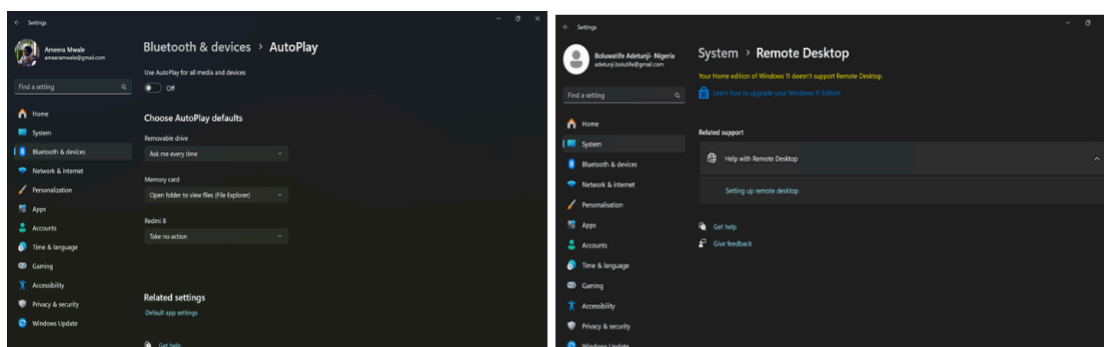 Settings
Ameera Mwale
ameeramwale@gmail.com
Find a setting
Home
System
Bluetooth & devices
Network & internet
Personalization
Apps
Accounts
Time & language
Gaming
Accessibility
Privacy & security
Windows Update
Bluetooth & devices > AutoPlay
Use AutoPlay for all media and devices
Off
Choose AutoPlay defaults
Removable drive
Ask me every time
Memory card
Open folder to view files (File Explorer)
Redmi 8
Take no action
Related settings
Default app settings
Get help
Settings
Boluwatife Adetunji- Nigeria
adetunji.bolutife@gmail.com
Find a setting
Home
System
Bluetooth & devices
Network & internet
Personalisation
Apps
Accounts
Time & language
Gaming
Accessibility
Privacy & security
Windows Update
System > Remote Desktop
Your Home edition of Windows 11 doesn't support Remote Desktop.
Learn how to upgrade your Windows 11 Edition
Related support
Help with Remote Desktop
Setting up remote desktop
Get help
Give feedback